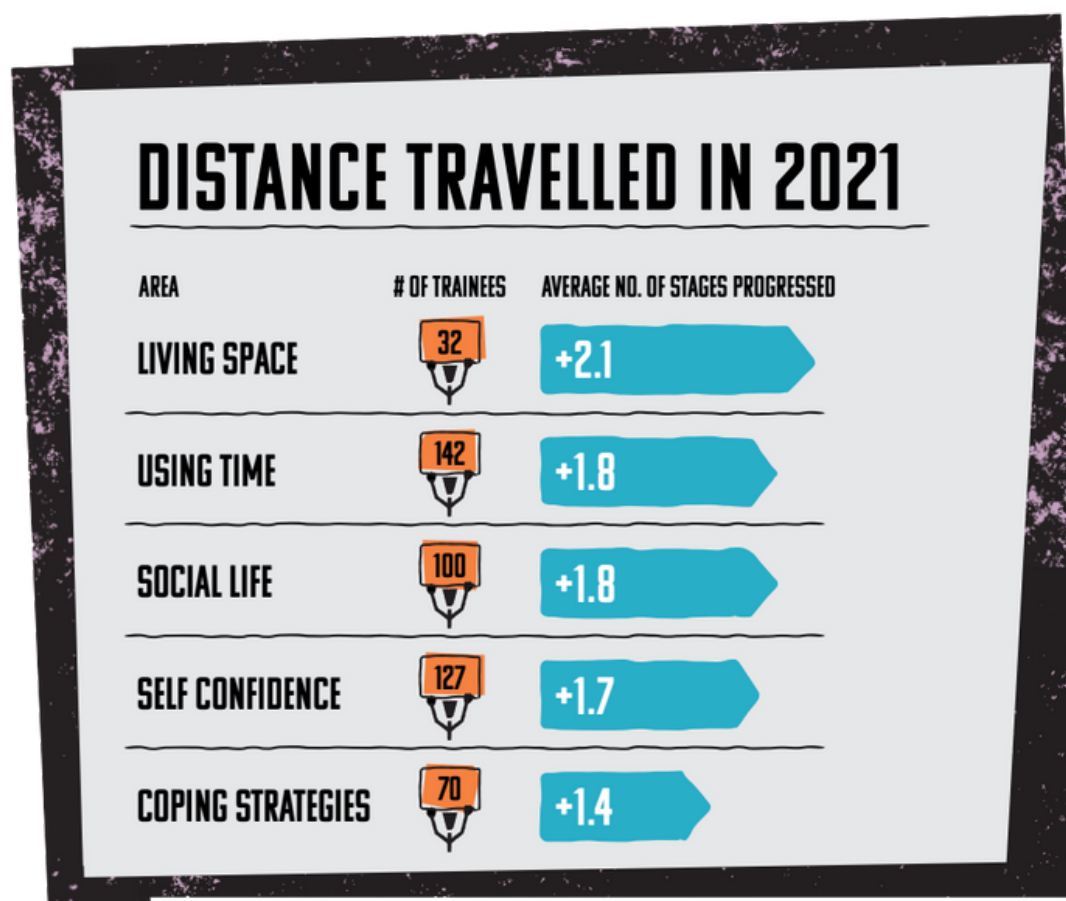 DISTANCE TRAVELLED IN 2021
AREA # OF TRAINEES AVERAGE NO. OF STAGES PROGRESSED
LIVING SPACE 32 +2.1
USING TIME 142 +1.8
SOCIAL LIFE 100 +1.8
SELF CONFIDENCE 127 +1.7
COPING STRATEGIES 70 +1.4